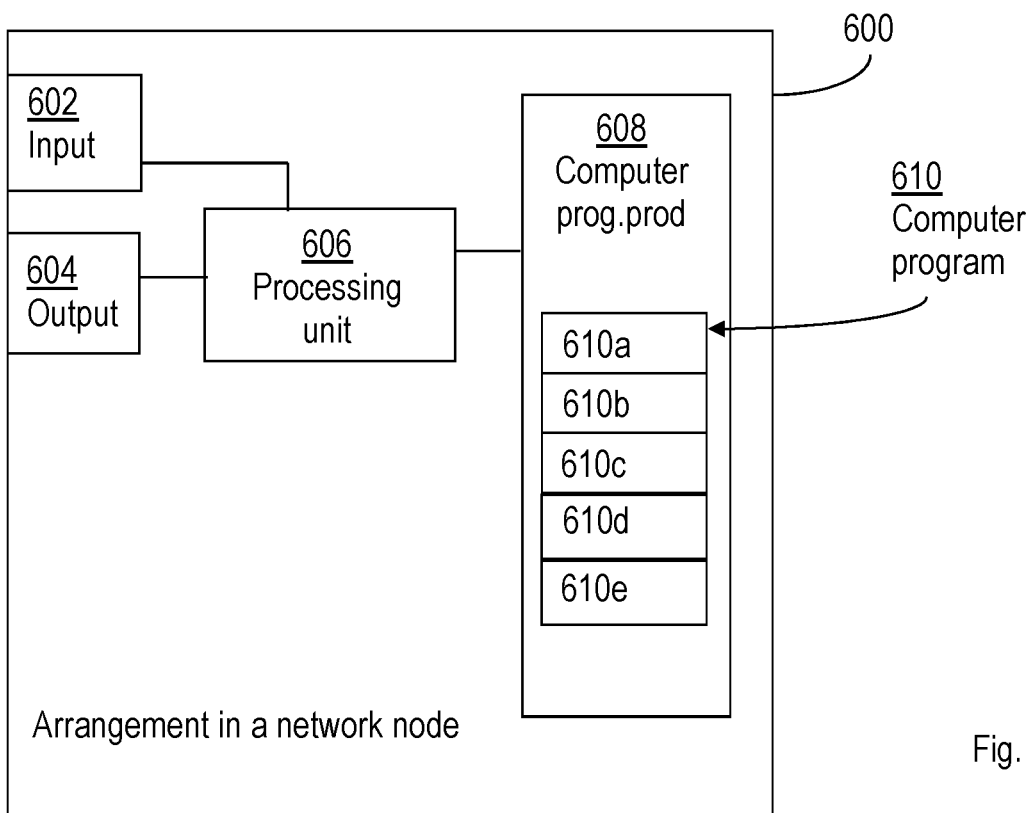 600
602
Input
604
Output
606
Processing
unit
608
Computer
prog.prod
610
Computer
program
610a
610b
610c
610d
610e
Arrangement in a network node
Fig.